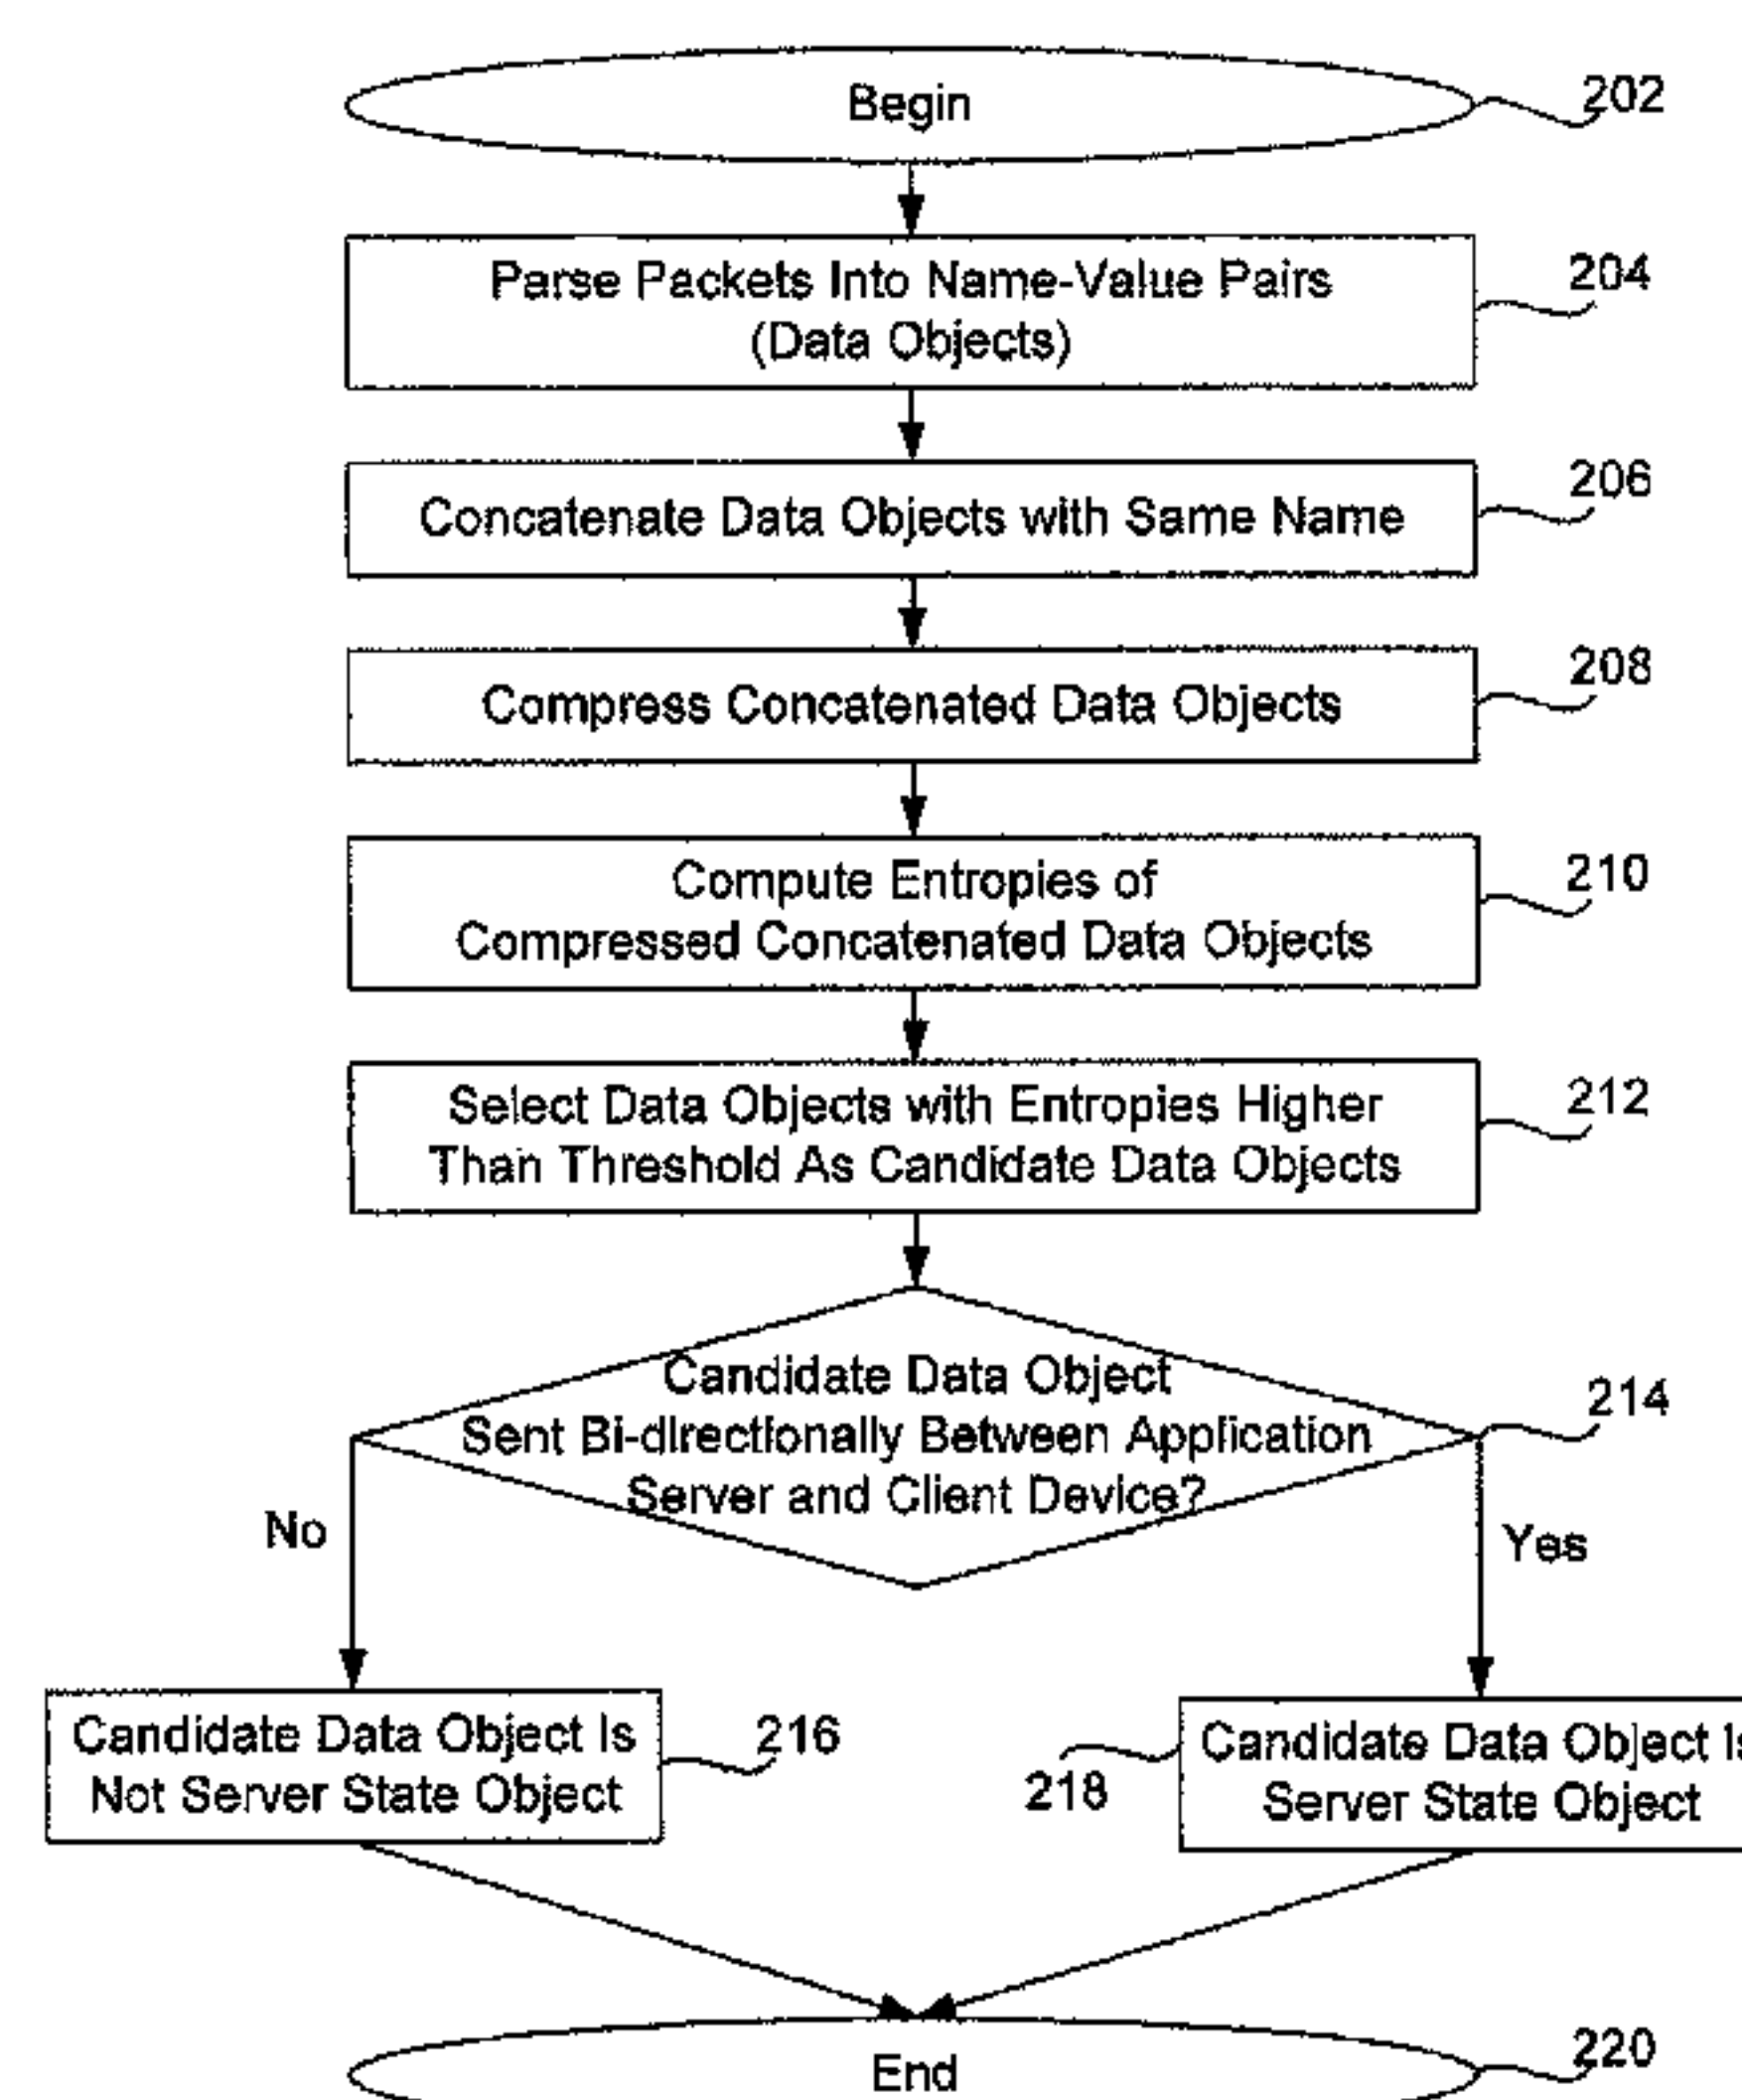 Begin
202
Parse Packets Into Name-Value Pairs
(Data Objects)
204
Concatenate Data Objects with Same Name
206
Compress Concatenated Data Objects
208
Compute Entropies of
Compressed Concatenated Data Objects
210
Select Data Objects with Entropies Higher
Than Threshold As Candidate Data Objects
212
Candidate Data Object
Sent Bi-directionally Between Application
Server and Client Device?
214
No
Yes
Candidate Data Object Is
Not Server State Object
216
Candidate Data Object Is
Server State Object
218
End
220